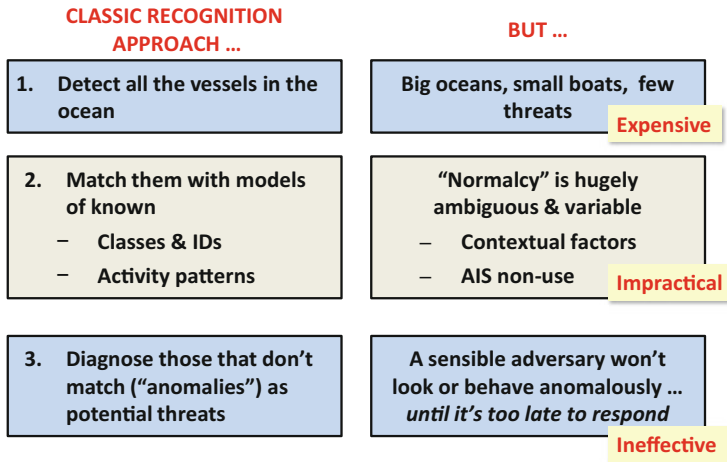 CLASSIC RECOGNITION
APPROACH ...
BUT ...
1. Detect all the vessels in the
ocean
Big oceans, small boats, few
threats
Expensive
2. Match them with models
of known
– Classes & IDs
– Activity patterns
“Normalcy” is hugely
ambiguous & variable
– Contextual factors
– AIS non-use
Impractical
3. Diagnose those that don’t
match (“anomalies”) as
potential threats
A sensible adversary won’t
look or behave anomalously ...
until it’s too late to respond
Ineffective